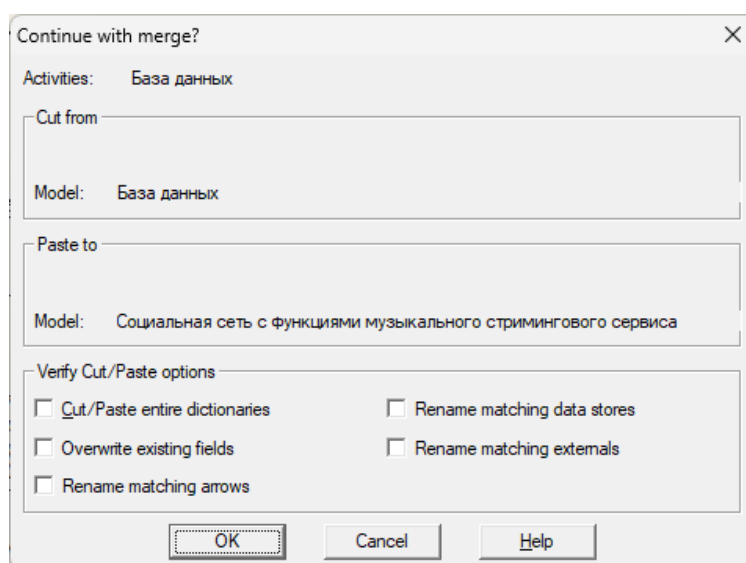 Continue with merge?
Activities: База данных
Cut from
Model: База данных
Paste to
Model: Социальная сеть с функциями музыкального стримингового сервиса
Verify Cut/Paste options
Cut/Paste entire dictionaries Rename matching data stores
Overwrite existing fields Rename matching externals
Rename matching arrows
OK Cancel Help